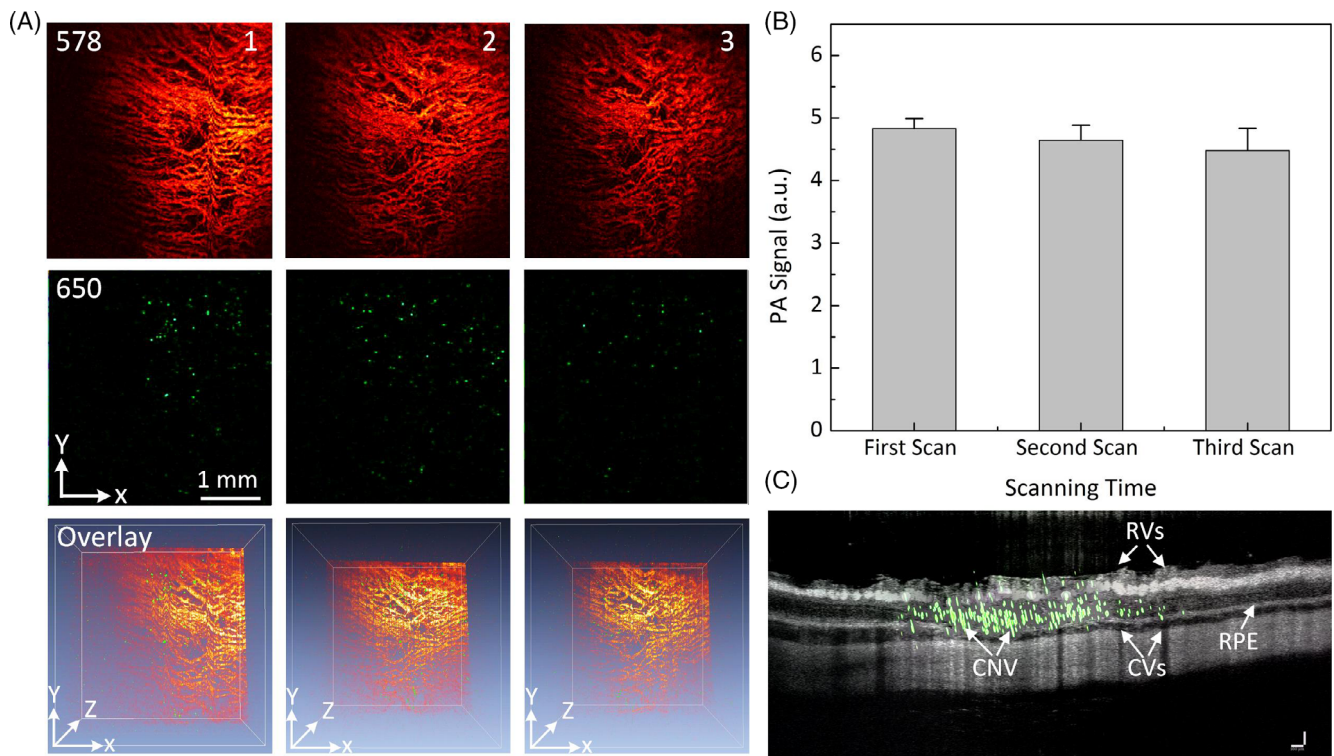 (A)
578 1
2
3
650
Y
x
1 mm
Overlay
Y
Z
x
Y
Z
x
Y
Z
x
(B)
PA Signal (a.u.)
6
5
4
3
2
1
0
First Scan Second Scan Third Scan
Scanning Time
(C)
RVs
RPE
CNV
CVs